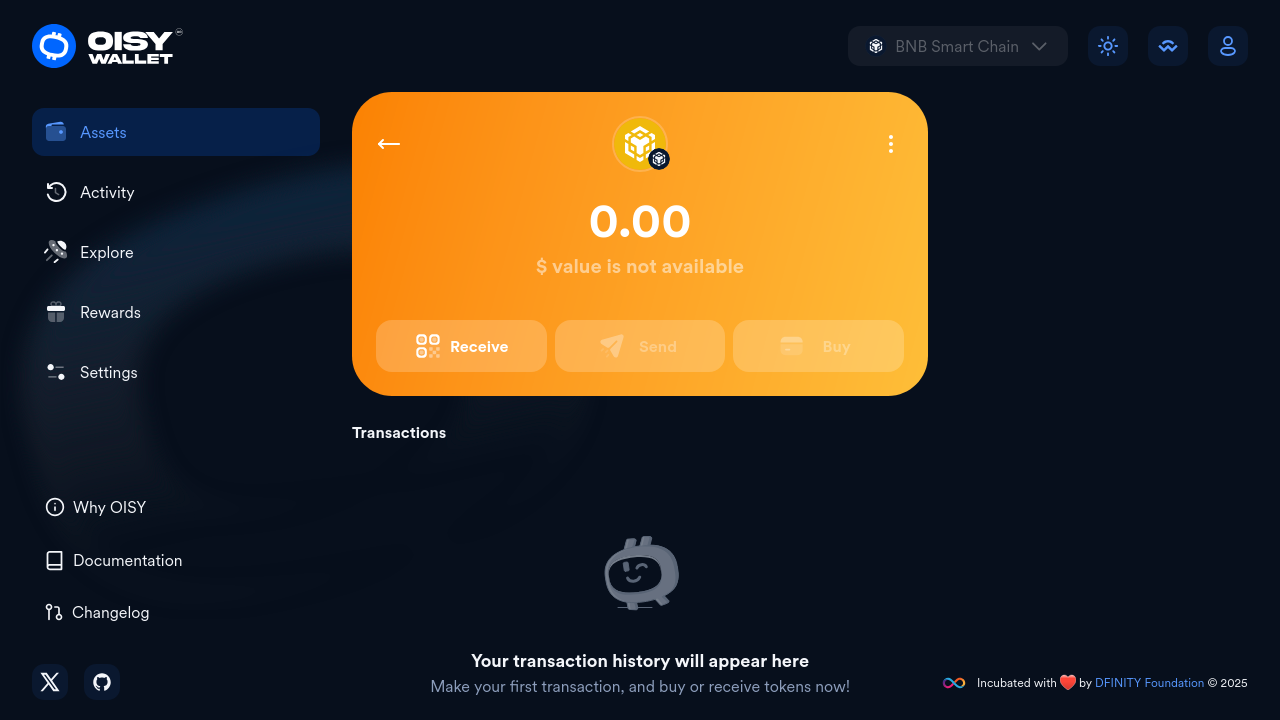 OISY
WALLET
BNB Smart Chain
Assets
Activity
Explore
Rewards
Settings
Why OISY
Documentation
Changelog
0.00
$ value is not available
Receive
Send
Buy
Transactions
Your transaction history will appear here
Make your first transaction, and buy or receive tokens now!
Incubated with ❤️ by DFINITY Foundation © 2025